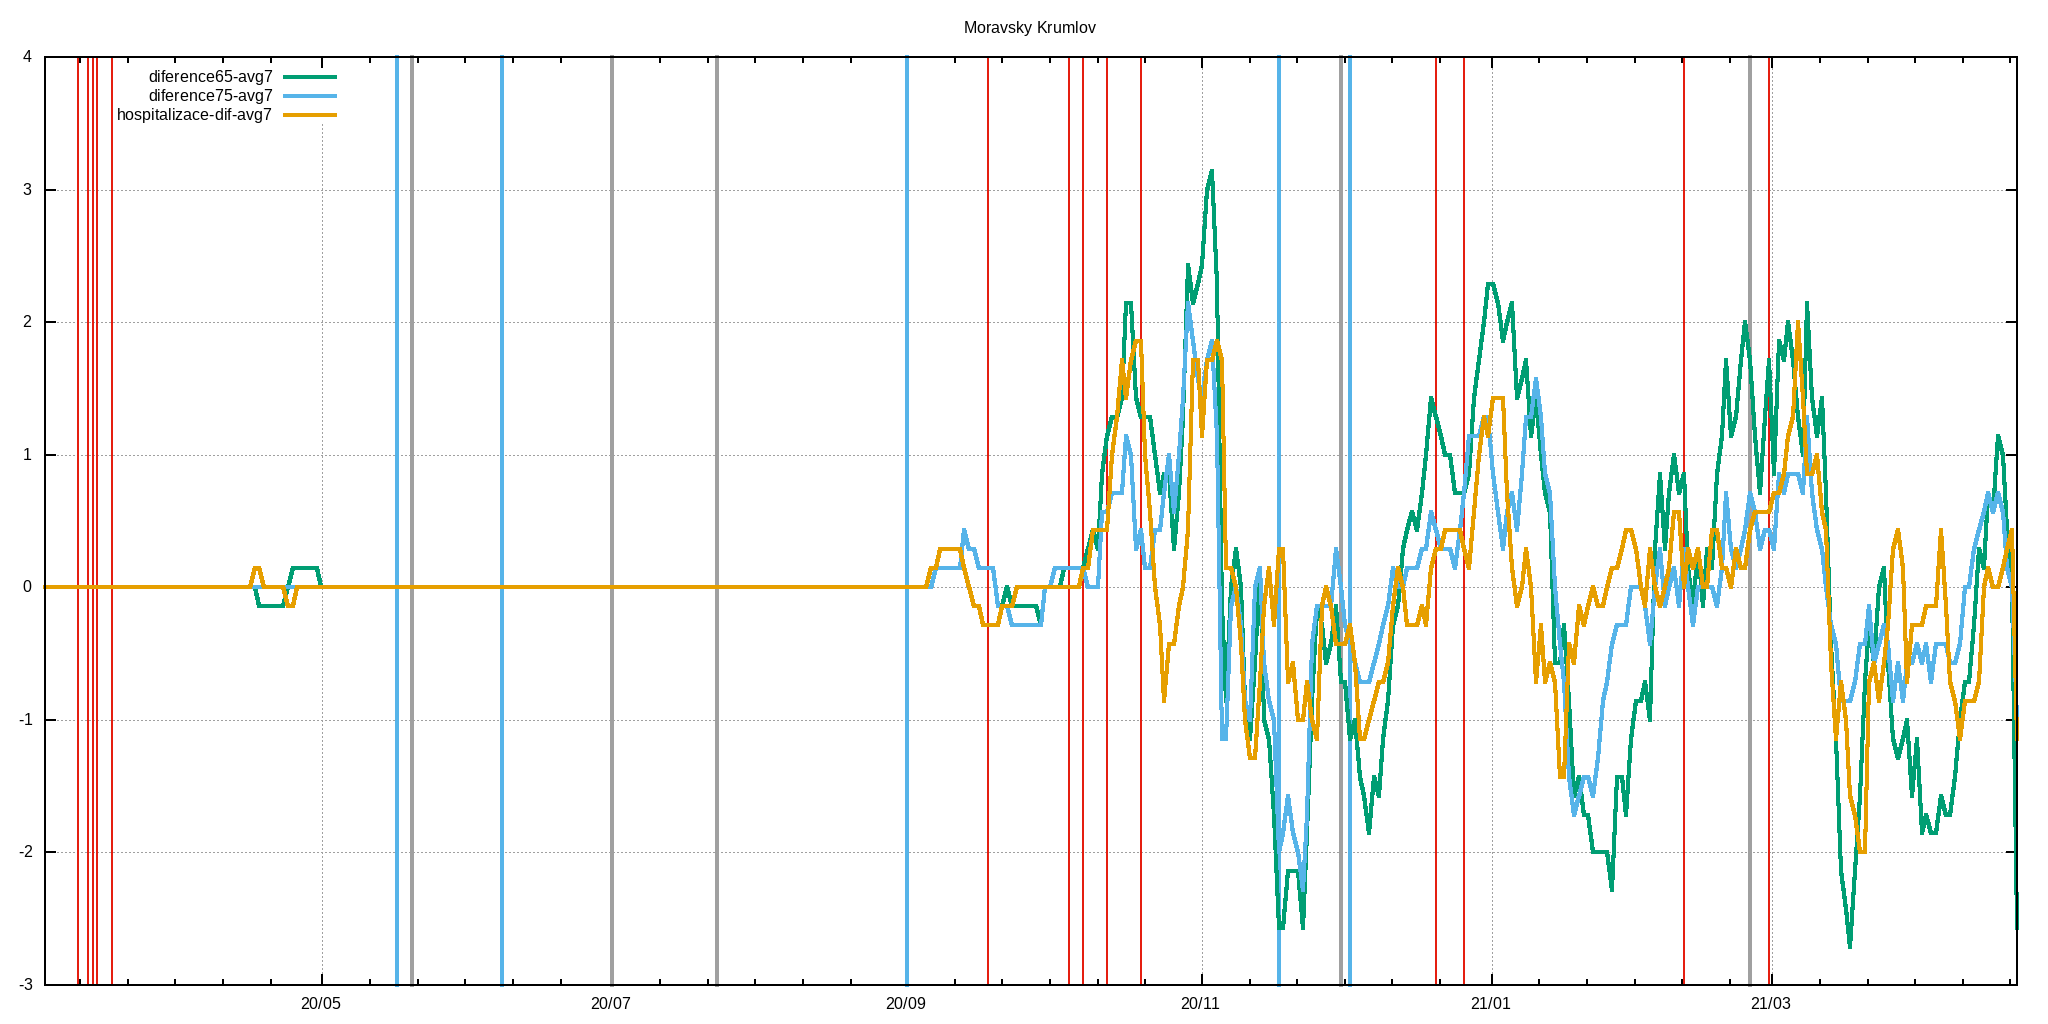 Moravsky Krumlov
4
diference65-avg7
diference75-avg7
hospitalizace-dif-avg7
3
2
1
0
-1
-2
-3
20/05 20/07 20/09 20/11 21/01 21/03